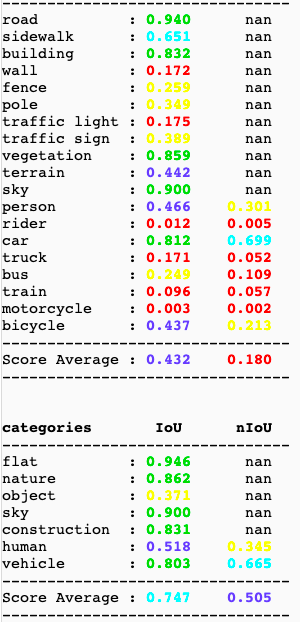 ------------------------------
road          : 0.940      nan
sidewalk      : 0.651      nan
building      : 0.832      nan
wall          : 0.172      nan
fence         : 0.259      nan
pole          : 0.349      nan
traffic light : 0.175      nan
traffic sign  : 0.389      nan
vegetation    : 0.859      nan
terrain       : 0.442      nan
sky           : 0.900      nan
person        : 0.466    0.301
rider         : 0.012    0.005
car           : 0.812    0.699
truck         : 0.171    0.052
bus           : 0.249    0.109
train         : 0.096    0.057
motorcycle    : 0.003    0.002
bicycle       : 0.437    0.213
------------------------------
Score Average : 0.432    0.180
------------------------------
categories       IoU      nIoU
------------------------------
flat          : 0.946      nan
nature        : 0.862      nan
object        : 0.371      nan
sky           : 0.900      nan
construction  : 0.831      nan
human         : 0.518    0.345
vehicle       : 0.803    0.665
------------------------------
Score Average : 0.747    0.505
------------------------------